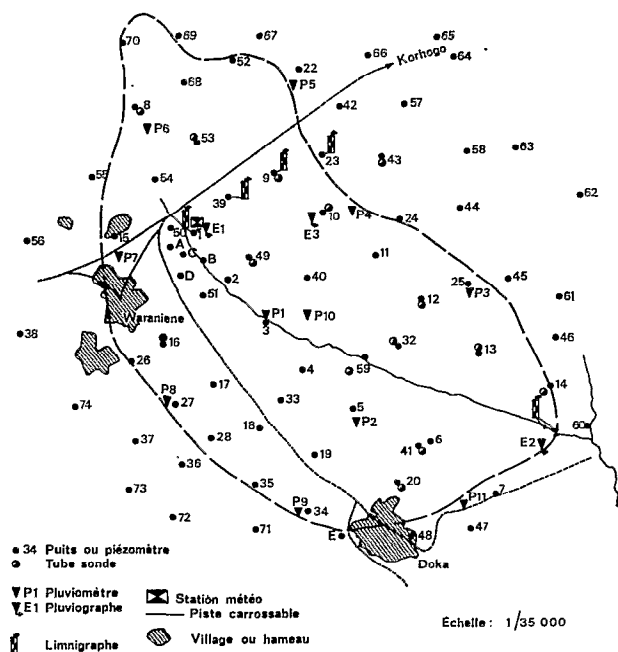 65
69
67
70
66
64
52
Korhogo
22
68
P5
42
57
8
P6
53
58
63
23
43
55
54
9
62
39
10
P4
44
50
1
E1
E3
24
56
15
A
C
B
49
11
P7
D
2
40
25
P3
45
51
12
61
Waraniene
P1
P10
3
38
16
32
13
46
26
59
4
14
17
P8
27
33
5
74
P2
18
60
37
28
6
E2
41
19
36
20
73
35
7
P9
34
P11
72
71
E
48
47
Doka
34 Puits ou piézomètre
Tube sonde
P1 Pluviomètre
E1 Pluviographe
Limnigraphe
Station météo
Piste carrossable
Village ou hameau
Échelle : 1/35 000